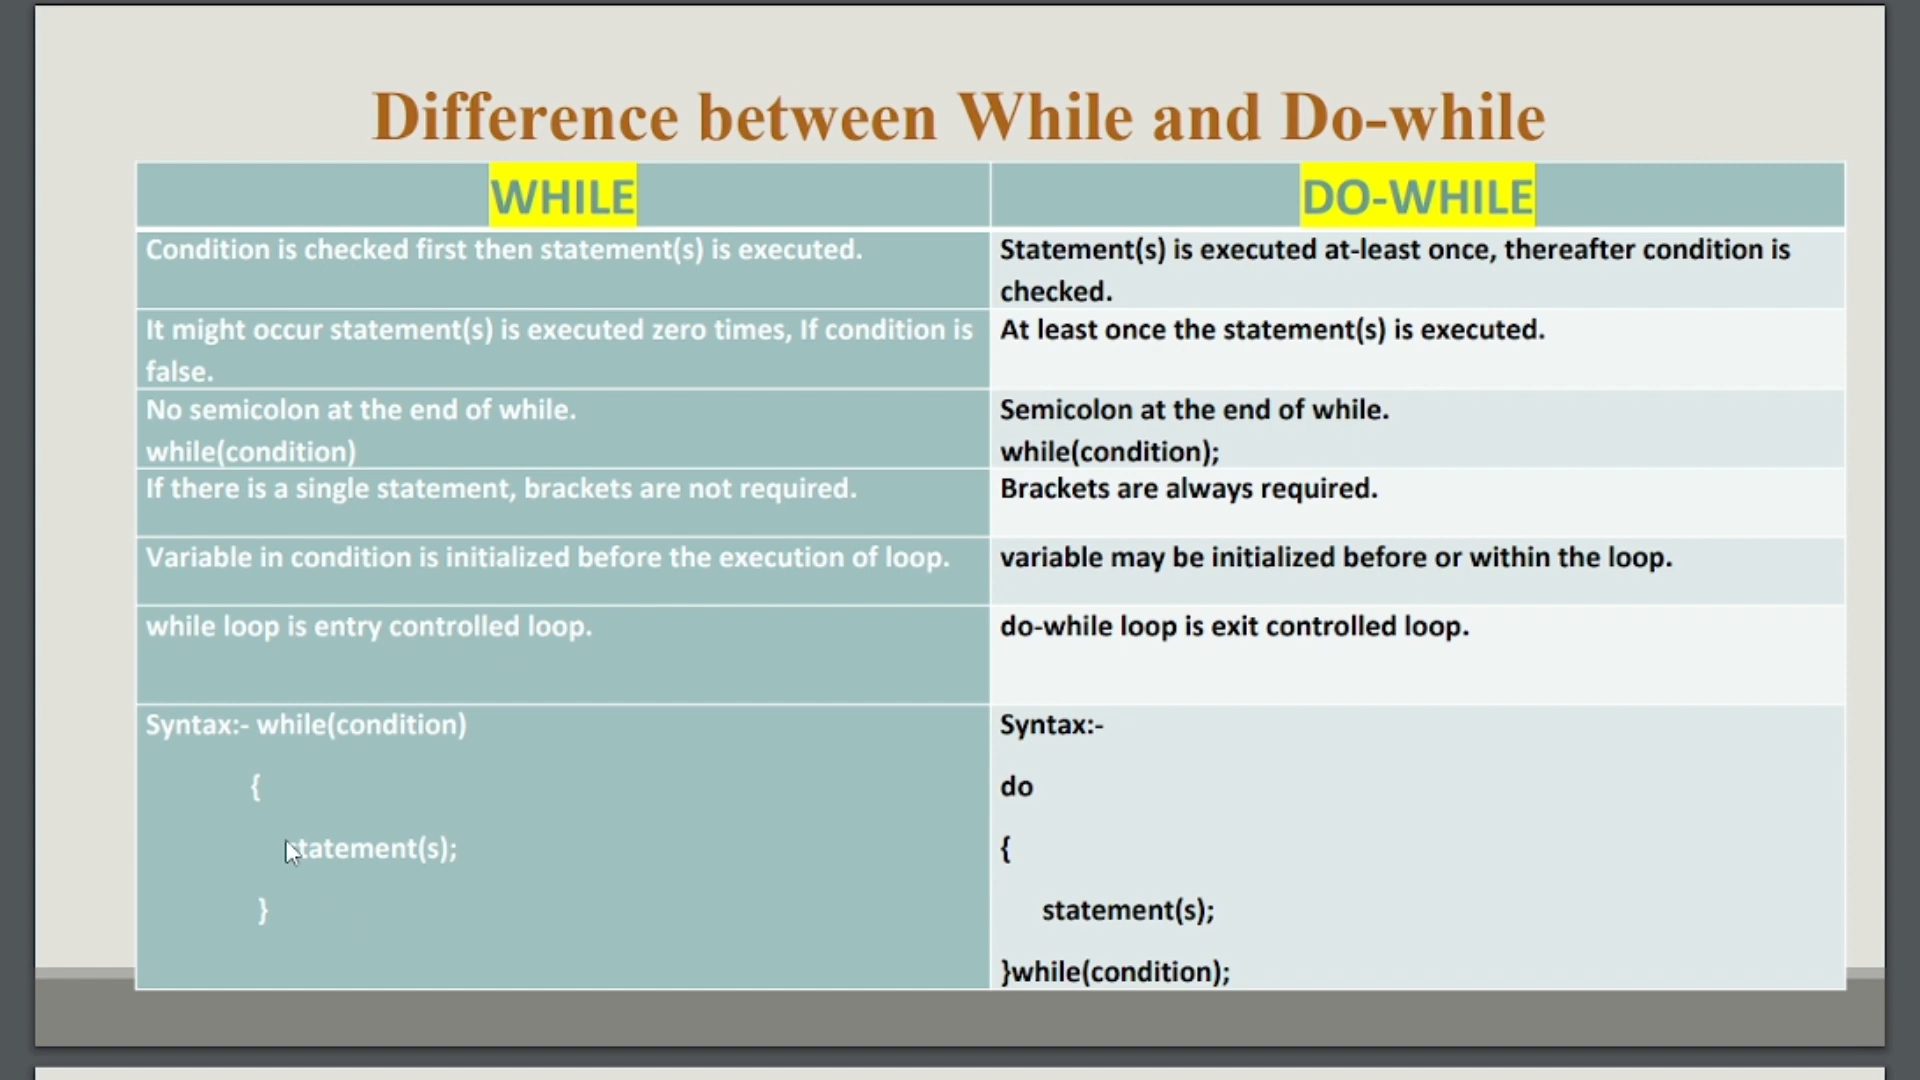 Difference between While and Do-while
WHILE
DO-WHILE
Condition is checked first then statement(s) is executed.
Statement(s) is executed at-least once, thereafter condition is
checked.
It might occur statement(s) is executed zero times, If condition is
false.
At least once the statement(s) is executed.
No semicolon at the end of while.
while(condition)
Semicolon at the end of while.
while(condition);
If there is a single statement, brackets are not required.
Brackets are always required.
Variable in condition is initialized before the execution of loop.
variable may be initialized before or within the loop.
while loop is entry controlled loop.
do-while loop is exit controlled loop.
Syntax:- while(condition)
{
statement(s);
}
Syntax:-
do
{
statement(s);
}while(condition);